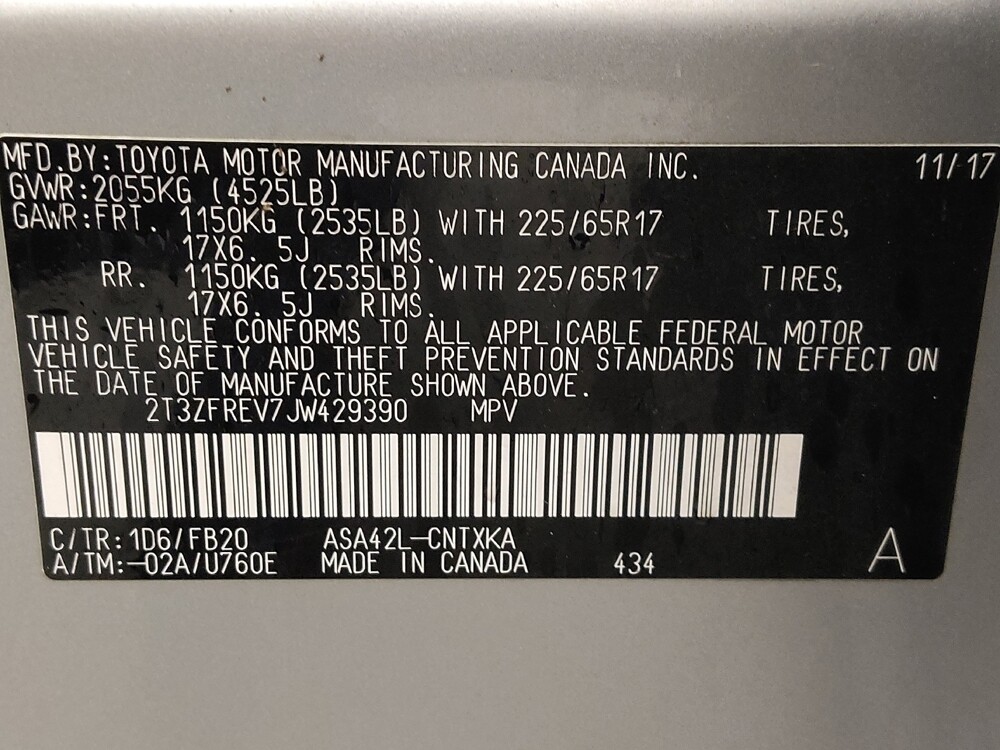 MFD.BY:TOYOTA MOTOR MANUFACTURING CANADA INC. 11/17
GVWR:2055KG (4525LB)
GAWR:FRT. 1150KG (2535LB) WITH 225/65R17 TIRES,
17X6. 5J RIMS.
RR. 1150KG (2535LB) WITH 225/65R17 TIRES,
17X6. 5J RIMS.
THIS VEHICLE CONFORMS TO ALL APPLICABLE FEDERAL MOTOR
VEHICLE SAFETY AND THEFT PREVENTION STANDARDS IN EFFECT ON
THE DATE OF MANUFACTURE SHOWN ABOVE.
2T3ZFREV7JW429390 MPV
C/TR:1D6/FB20 ASA42L-CNTXKA
A/TM:-02A/U760E MADE IN CANADA 434 A